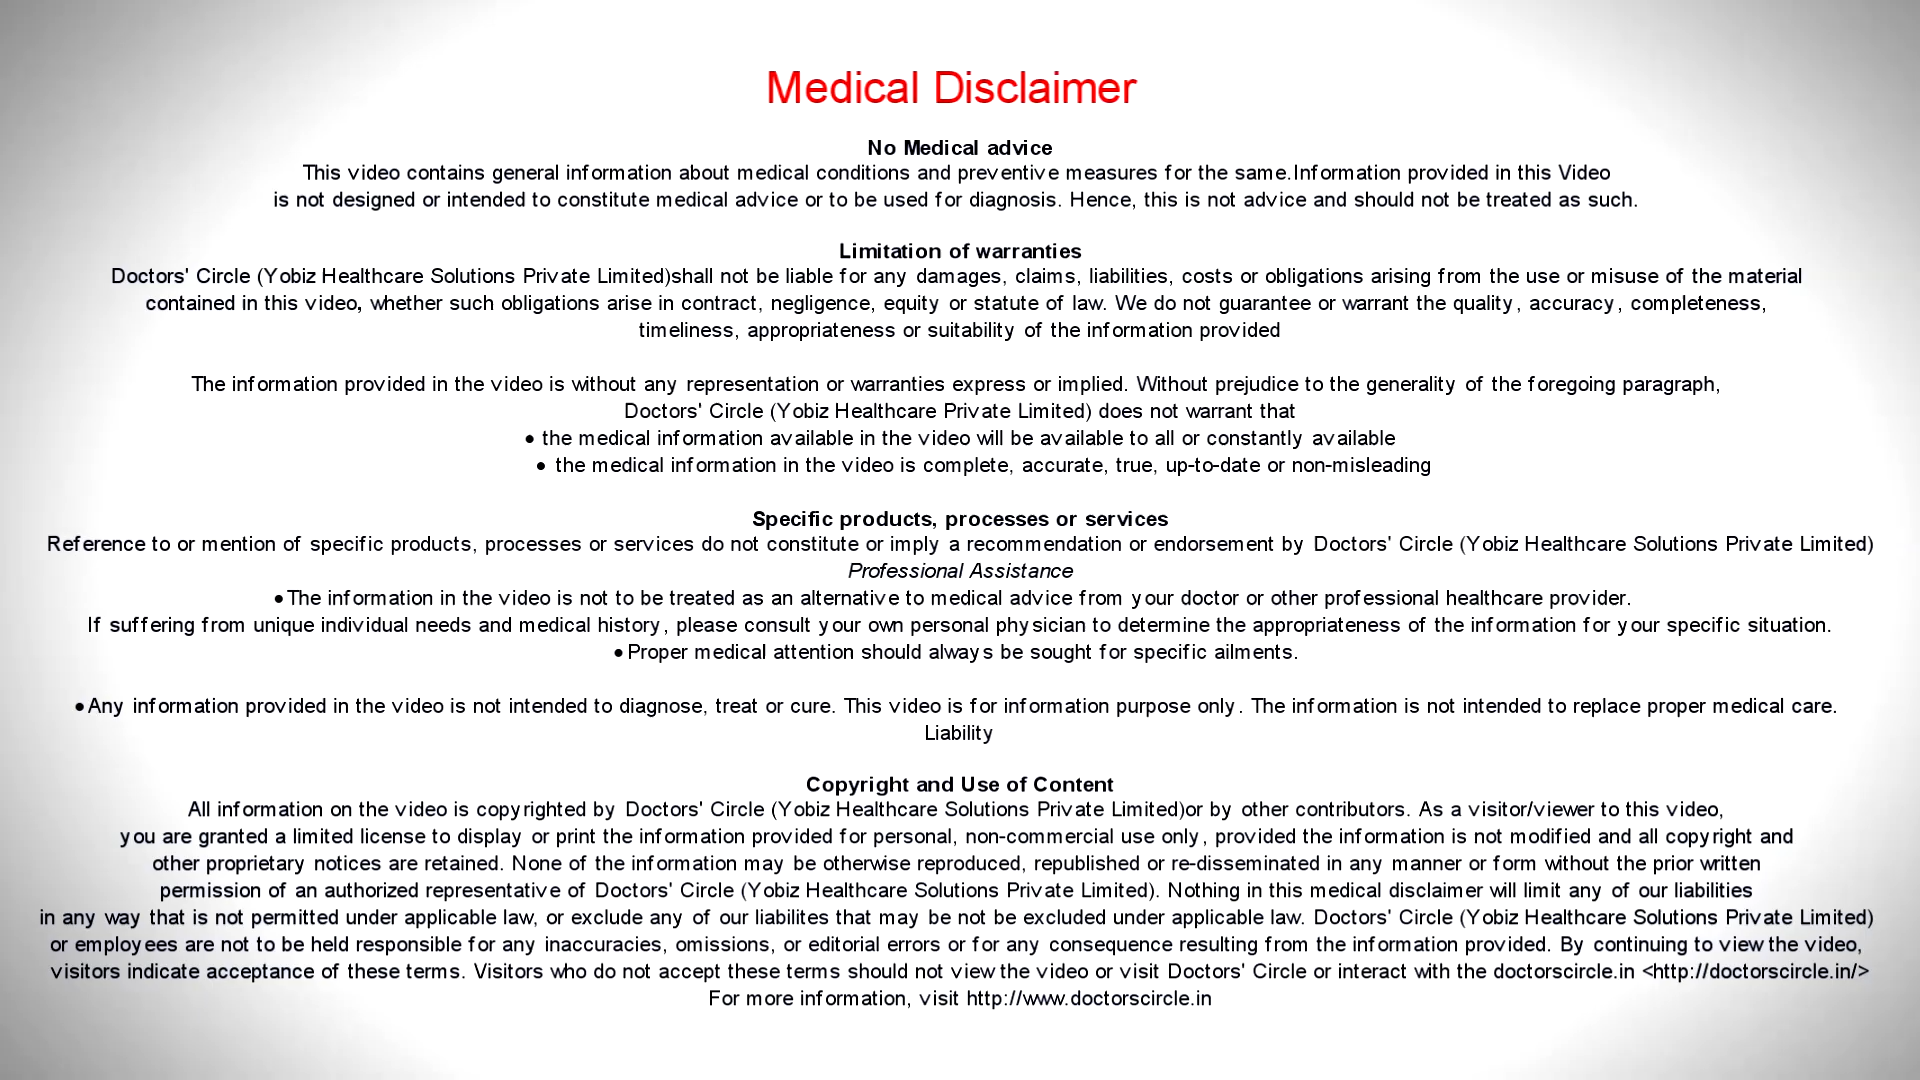 Medical Disclaimer
No Medical advice
This video contains general information about medical conditions and preventive measures for the same.Information provided in this Video
is not designed or intended to constitute medical advice or to be used for diagnosis. Hence, this is not advice and should not be treated as such.
Limitation of warranties
Doctors' Circle (Yobiz Healthcare Solutions Private Limited)shall not be liable for any damages, claims, liabilities, costs or obligations arising from the use or misuse of the material
contained in this video, whether such obligations arise in contract, negligence, equity or statute of law. We do not guarantee or warrant the quality, accuracy, completeness,
timeliness, appropriateness or suitability of the information provided
The information provided in the video is without any representation or warranties express or implied. Without prejudice to the generality of the foregoing paragraph,
Doctors' Circle (Yobiz Healthcare Private Limited) does not warrant that
• the medical information available in the video will be available to all or constantly available
• the medical information in the video is complete, accurate, true, up-to-date or non-misleading
Specific products, processes or services
Reference to or mention of specific products, processes or services do not constitute or imply a recommendation or endorsement by Doctors' Circle (Yobiz Healthcare Solutions Private Limited)
Professional Assistance
•The information in the video is not to be treated as an alternative to medical advice from your doctor or other professional healthcare provider.
If suffering from unique individual needs and medical history, please consult your own personal physician to determine the appropriateness of the information for your specific situation.
•Proper medical attention should always be sought for specific ailments.
•Any information provided in the video is not intended to diagnose, treat or cure. This video is for information purpose only. The information is not intended to replace proper medical care.
Liability
Copyright and Use of Content
All information on the video is copyrighted by Doctors' Circle (Yobiz Healthcare Solutions Private Limited)or by other contributors. As a visitor/viewer to this video,
you are granted a limited license to display or print the information provided for personal, non-commercial use only, provided the information is not modified and all copyright and
other proprietary notices are retained. None of the information may be otherwise reproduced, republished or re-disseminated in any manner or form without the prior written
permission of an authorized representative of Doctors' Circle (Yobiz Healthcare Solutions Private Limited). Nothing in this medical disclaimer will limit any of our liabilities
in any way that is not permitted under applicable law, or exclude any of our liabilites that may be not be excluded under applicable law. Doctors' Circle (Yobiz Healthcare Solutions Private Limited)
or employees are not to be held responsible for any inaccuracies, omissions, or editorial errors or for any consequence resulting from the information provided. By continuing to view the video,
visitors indicate acceptance of these terms. Visitors who do not accept these terms should not view the video or visit Doctors' Circle or interact with the doctorscircle.in <http://doctorscircle.in/>
For more information, visit http://www.doctorscircle.in